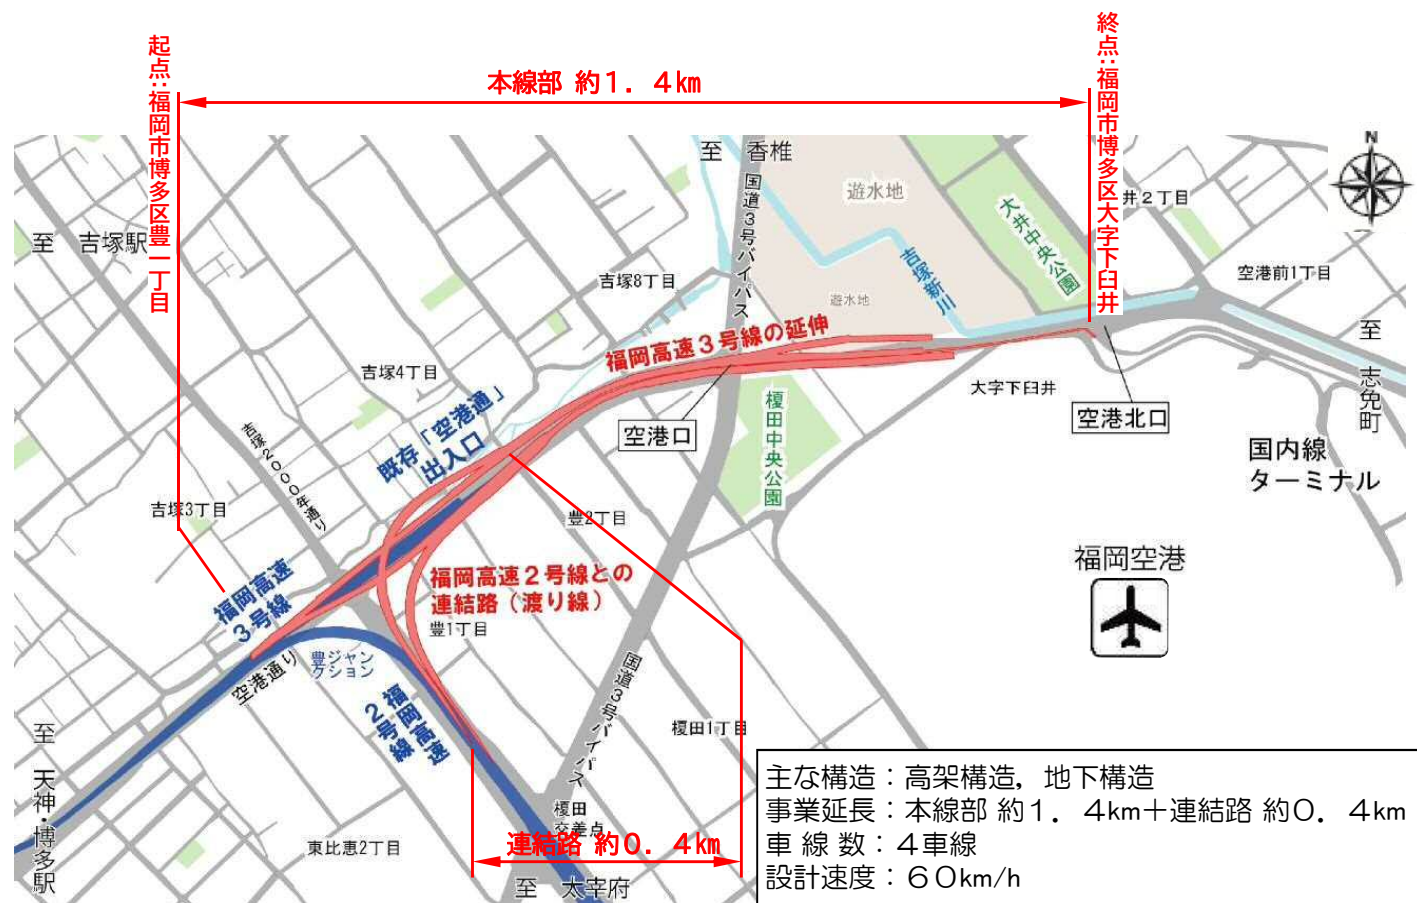 起点：福岡市博多区豊一丁目
本線部 約１．４㎞
終点：福岡市博多区大字下臼井
N
至 香椎
国道３号バイパス
遊水地
大井中央公園
井２丁目
至 吉塚駅
吉塚8丁目
吉塚新川
空港前1丁目
遊水地
至 志免町
福岡高速３号線の延伸
吉塚4丁目
大字下臼井
空港北口
空港口
榎田中央公園
既存「空港通」
出入口
国内線
ターミナル
吉塚２０００年通り
吉塚3丁目
豊2丁目
福岡空港
福岡高速
３号線
福岡高速２号線との
連結路（渡り線）
豊1丁目
豊ジャン
クション
空港通り
福岡高速
２号線
国道３号バイパス
榎田1丁目
至 天神・博多駅
榎田
交差点
東比恵2丁目
連結路 約０．４㎞
至 太宰府
主な構造：高架構造，地下構造
事業延長：本線部 約１．４km＋連結路 約０．４km
車 線 数：４車線
設計速度：６０km/h